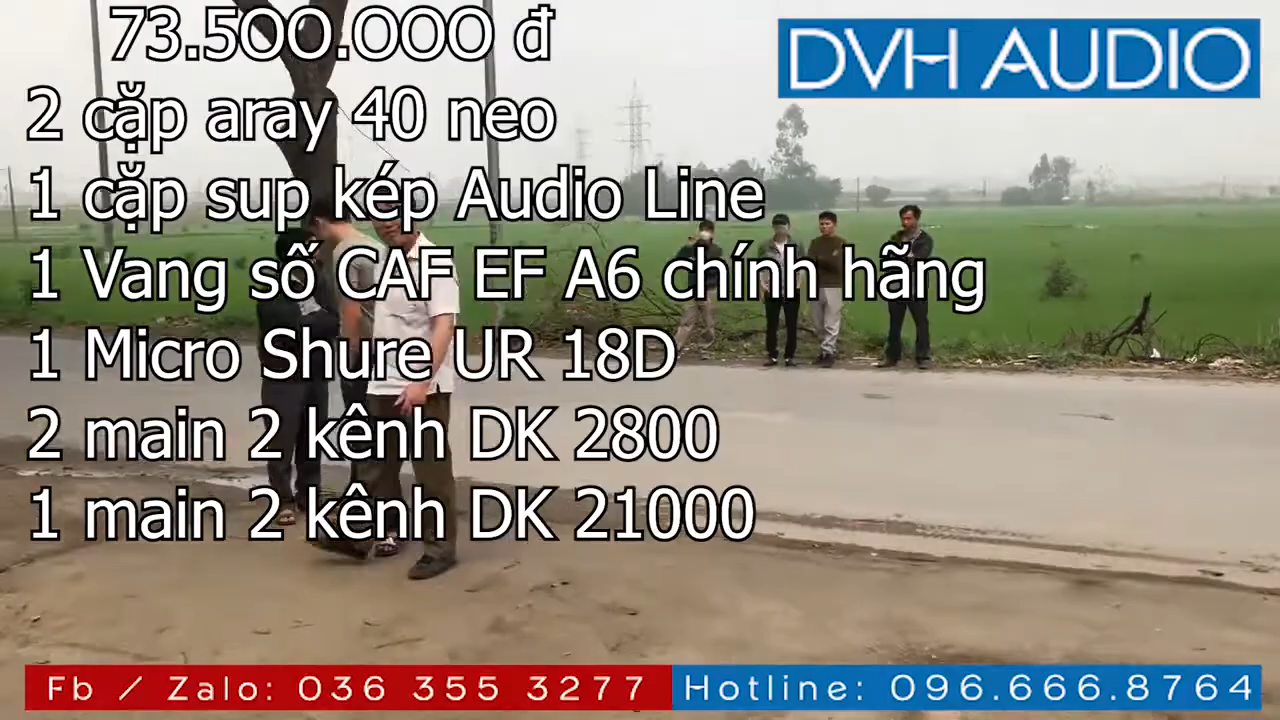 73.500.000 đ
DVH AUDIO
2 cặp aray 40 neo
1 cặp sup kép Audio Line
1 Vang số CAF EF A6 chính hãng
1 Micro Shure UR 18D
2 main 2 kênh DK 2800
1 main 2 kênh DK 21000
Fb / Zalo: 036 355 3277
Hotline: 096.666.8764